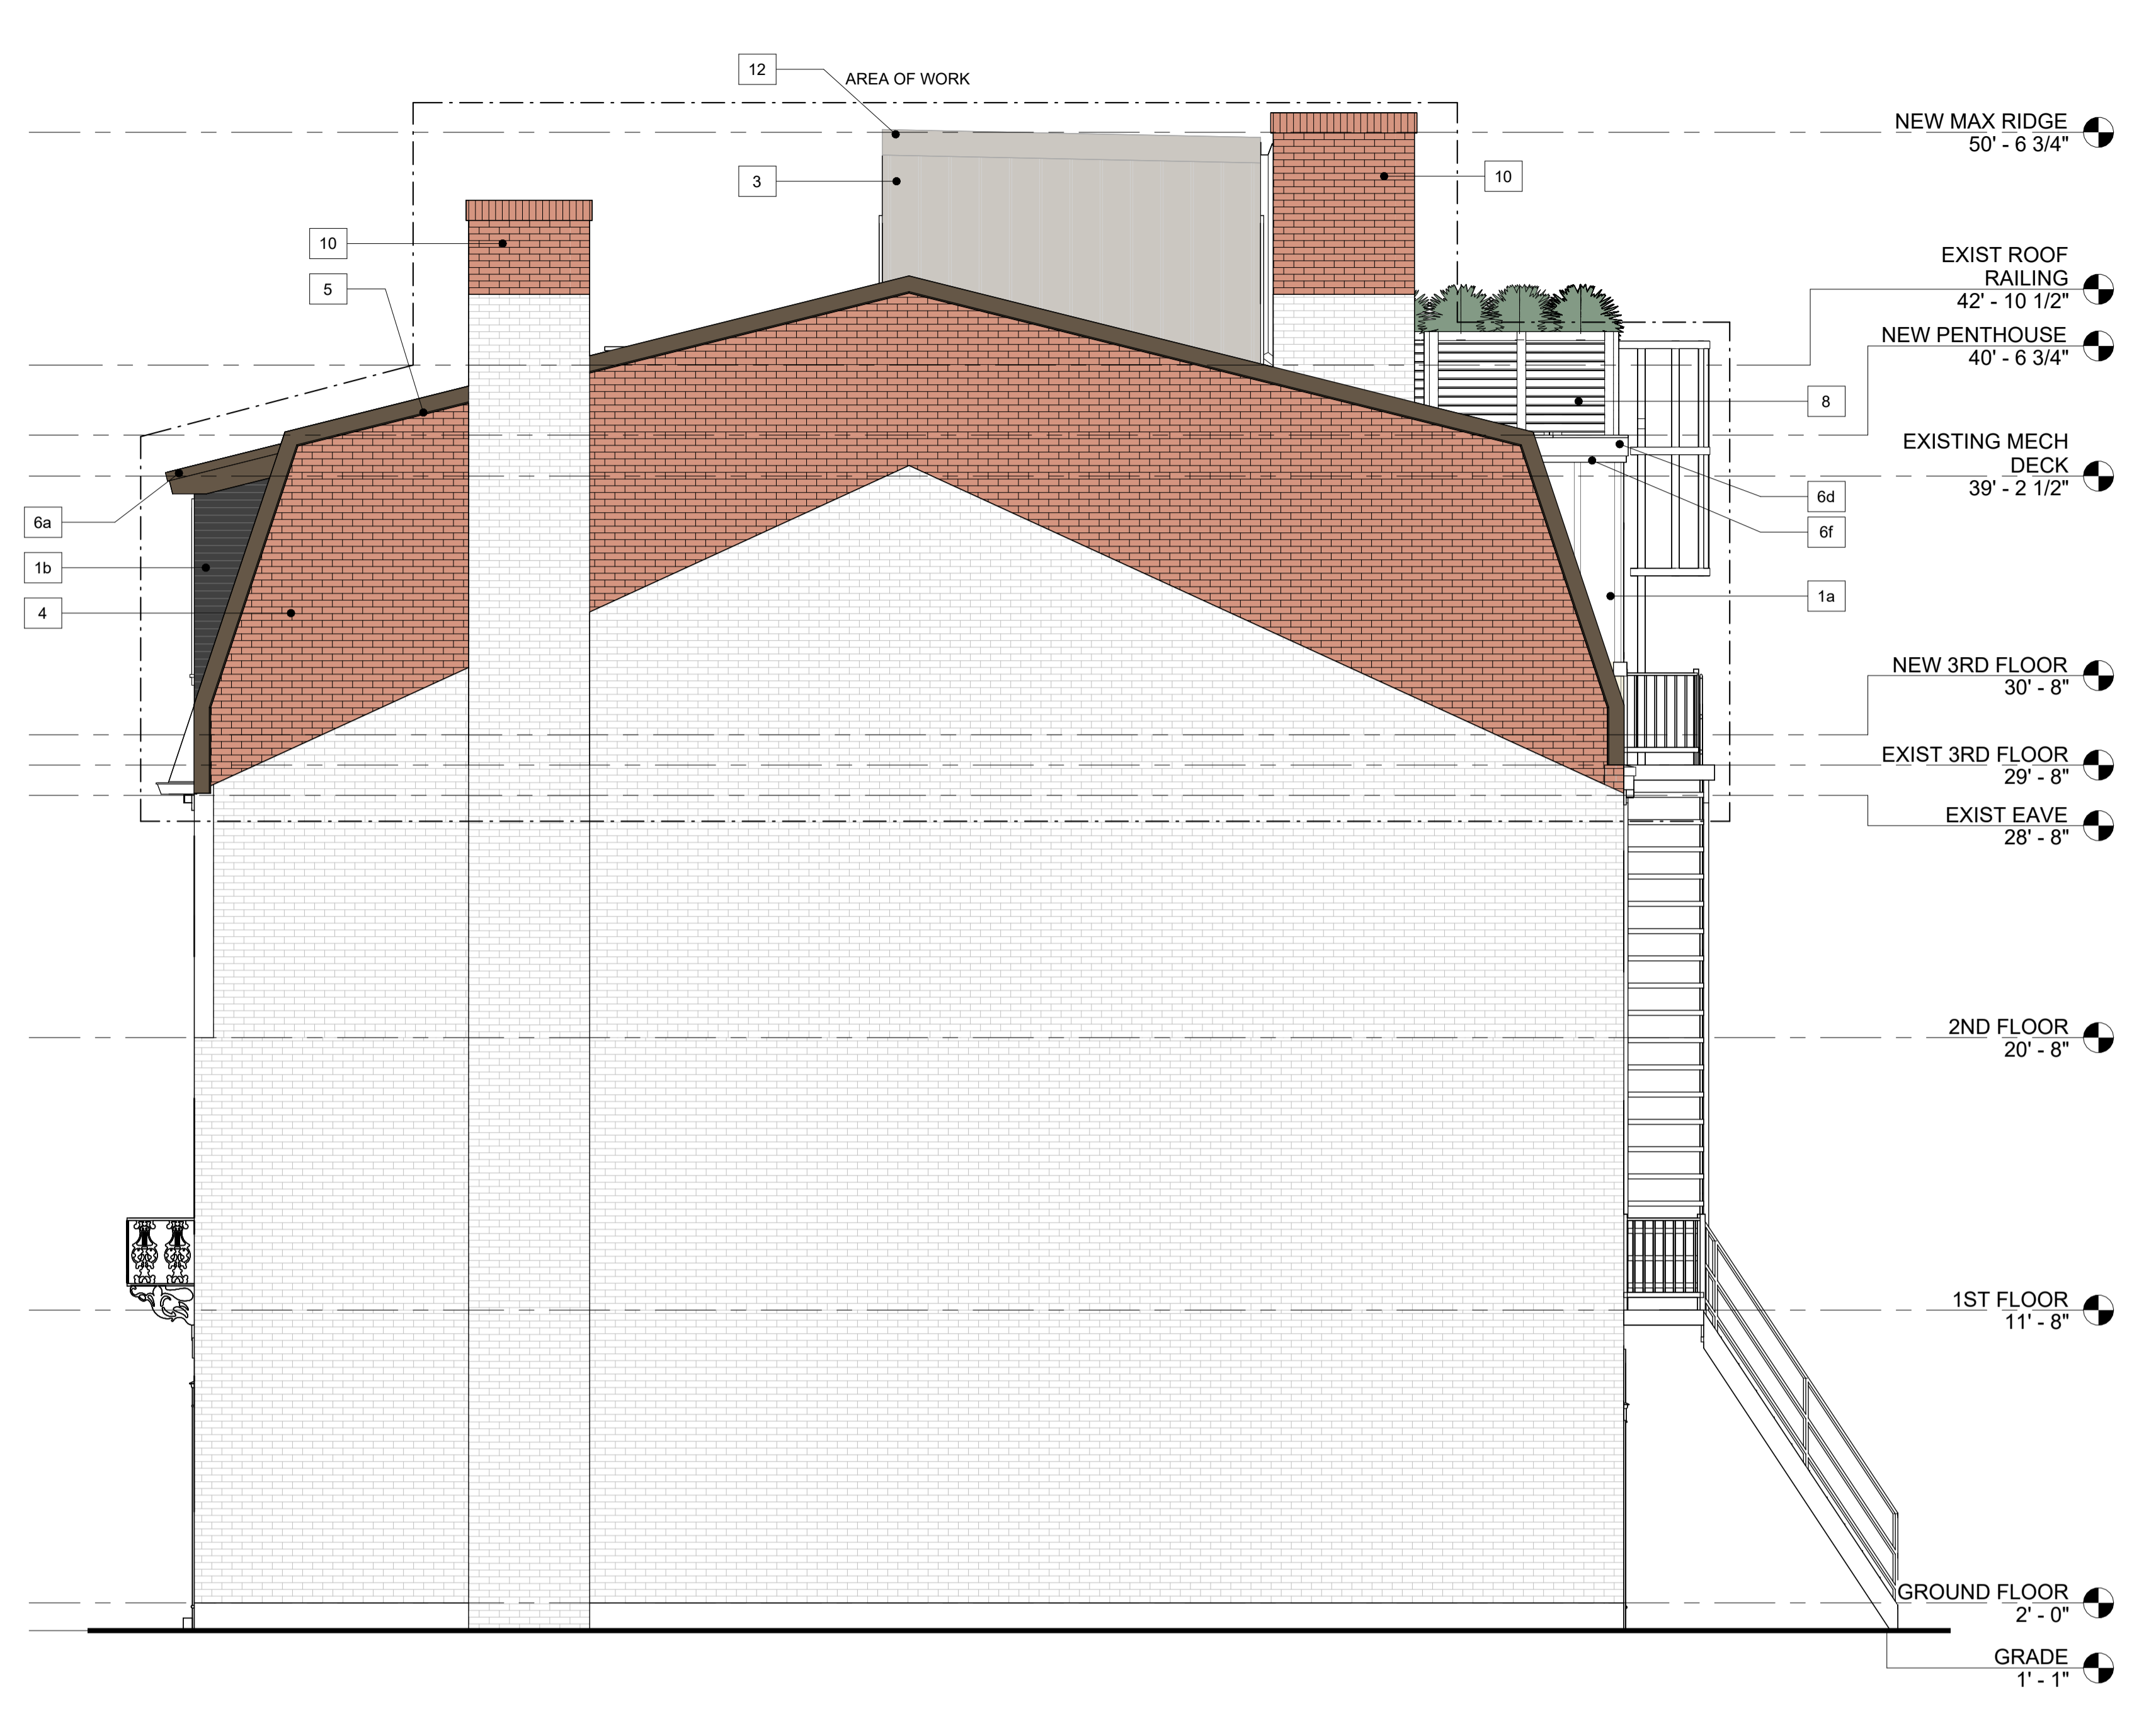 12
AREA OF WORK
3
10
10
5
6a
1b
4
8
6d
6f
1a
NEW MAX RIDGE
50' - 6 3/4"
EXIST ROOF
RAILING
42' - 10 1/2"
NEW PENTHOUSE
40' - 6 3/4"
EXISTING MECH
DECK
39' - 2 1/2"
NEW 3RD FLOOR
30' - 8"
EXIST 3RD FLOOR
29' - 8"
EXIST EAVE
28' - 8"
2ND FLOOR
20' - 8"
1ST FLOOR
11' - 8"
GROUND FLOOR
2' - 0"
GRADE
1' - 1"